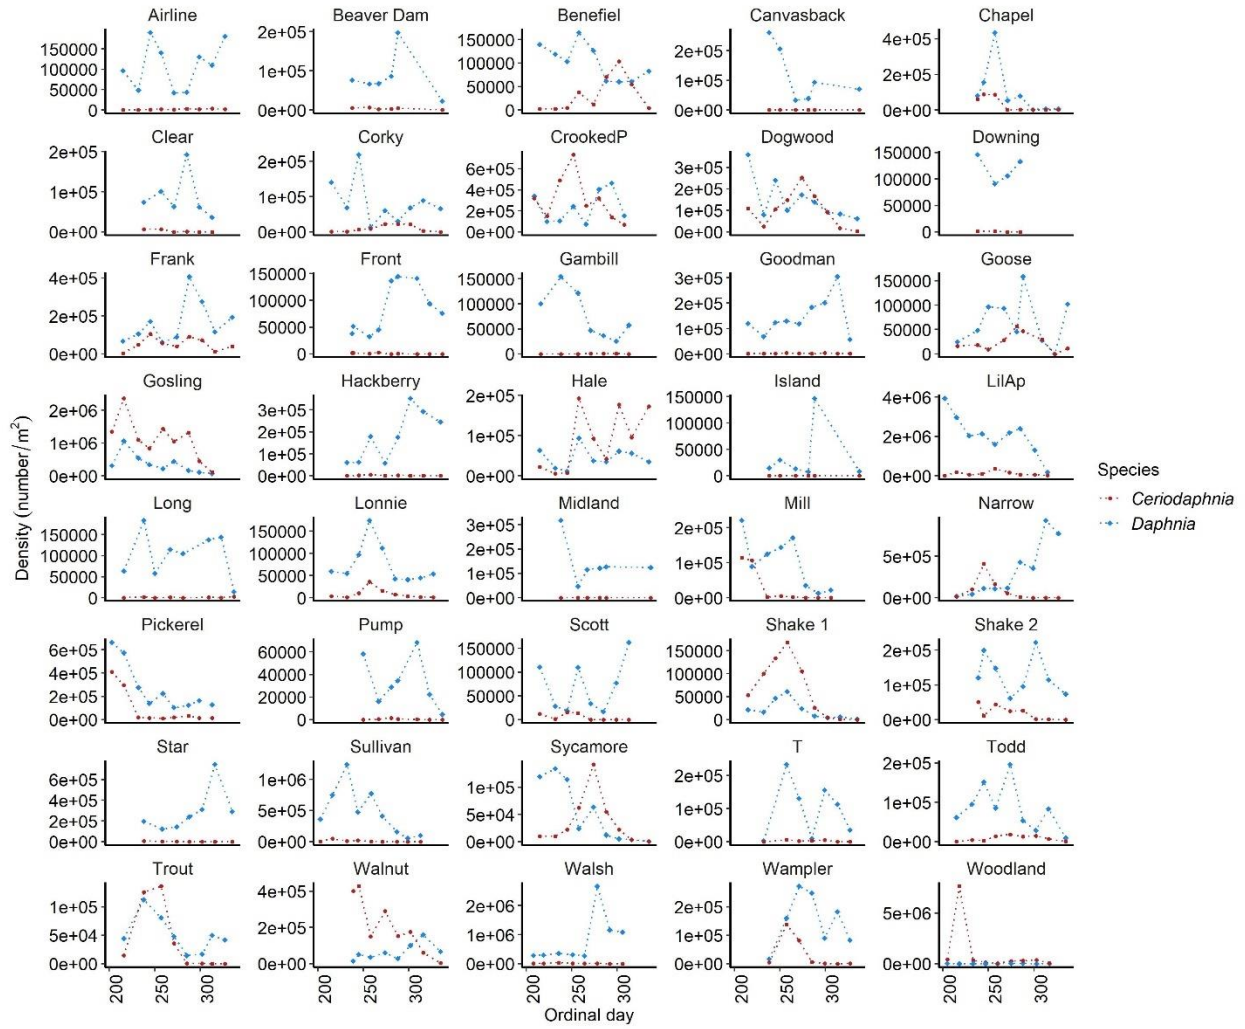 Airline Beaver Dam Benefiel Canvasback Chapel
150000 2e+05 150000 2e+05 4e+05
100000 1e+05 100000 1e+05 2e+05
50000 0e+00 50000 0e+00 0e+00
0 0
Clear Corky CrookedP Dogwood Downing
2e+05 2e+05 6e+05 3e+05 150000
1e+05 1e+05 4e+05 2e+05 100000
0e+00 0e+00 2e+05 1e+05 50000
0e+00 0e+00 0
Frank Front Gambill Goodman Goose
4e+05 150000 150000 3e+05 150000
2e+05 100000 100000 2e+05 100000
0e+00 50000 50000 1e+05 50000
0 0 0e+00 0
Gosling Hackberry Hale Island LilAp
2e+06 3e+05 2e+05 150000 4e+06
1e+06 2e+05 1e+05 100000 2e+06
0e+00 1e+05 0e+00 50000 0e+00
0e+00 0
Long Lonnie Midland Mill Narrow
150000 150000 3e+05 2e+05 5e+05
100000 100000 2e+05 1e+05 0e+00
50000 50000 1e+05 0e+00
0 0 0e+00
Pickerel Pump Scott Shake 1 Shake 2
6e+05 60000 150000 150000 2e+05
4e+05 40000 100000 100000 1e+05
2e+05 20000 50000 50000 0e+00
0e+00 0 0 0
Star Sullivan Sycamore T Todd
6e+05 1e+06 1e+05 2e+05 2e+05
4e+05 5e+05 5e+04 1e+05 1e+05
2e+05 0e+00 0e+00 0e+00 0e+00
0e+00
Trout Walnut Walsh Wampler Woodland
1e+05 4e+05 2e+06 2e+05 5e+06
5e+04 2e+05 1e+06 1e+05 0e+00
0e+00 0e+00 0e+00 0e+00
200 250 300 200 250 300 200 250 300 200 250 300 200 250 300
Ordinal day
Density (number/m²)
Species
Ceriodaphnia
Daphnia